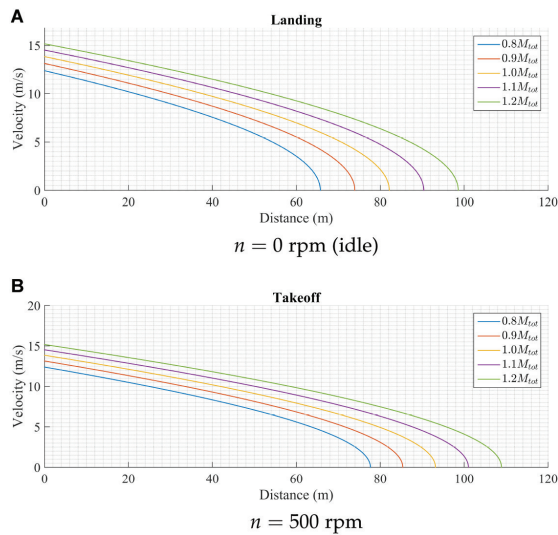 A
Landing
Velocity (m/s)
15
10
5
0
0 20 40 60 80 100 120
Distance (m)
0.8M_tot
0.9M_tot
1.0M_tot
1.1M_tot
1.2M_tot
n = 0 rpm (idle)
B
Takeoff
Velocity (m/s)
20
15
10
5
0
0 20 40 60 80 100 120
Distance (m)
0.8M_tot
0.9M_tot
1.0M_tot
1.1M_tot
1.2M_tot
n = 500 rpm